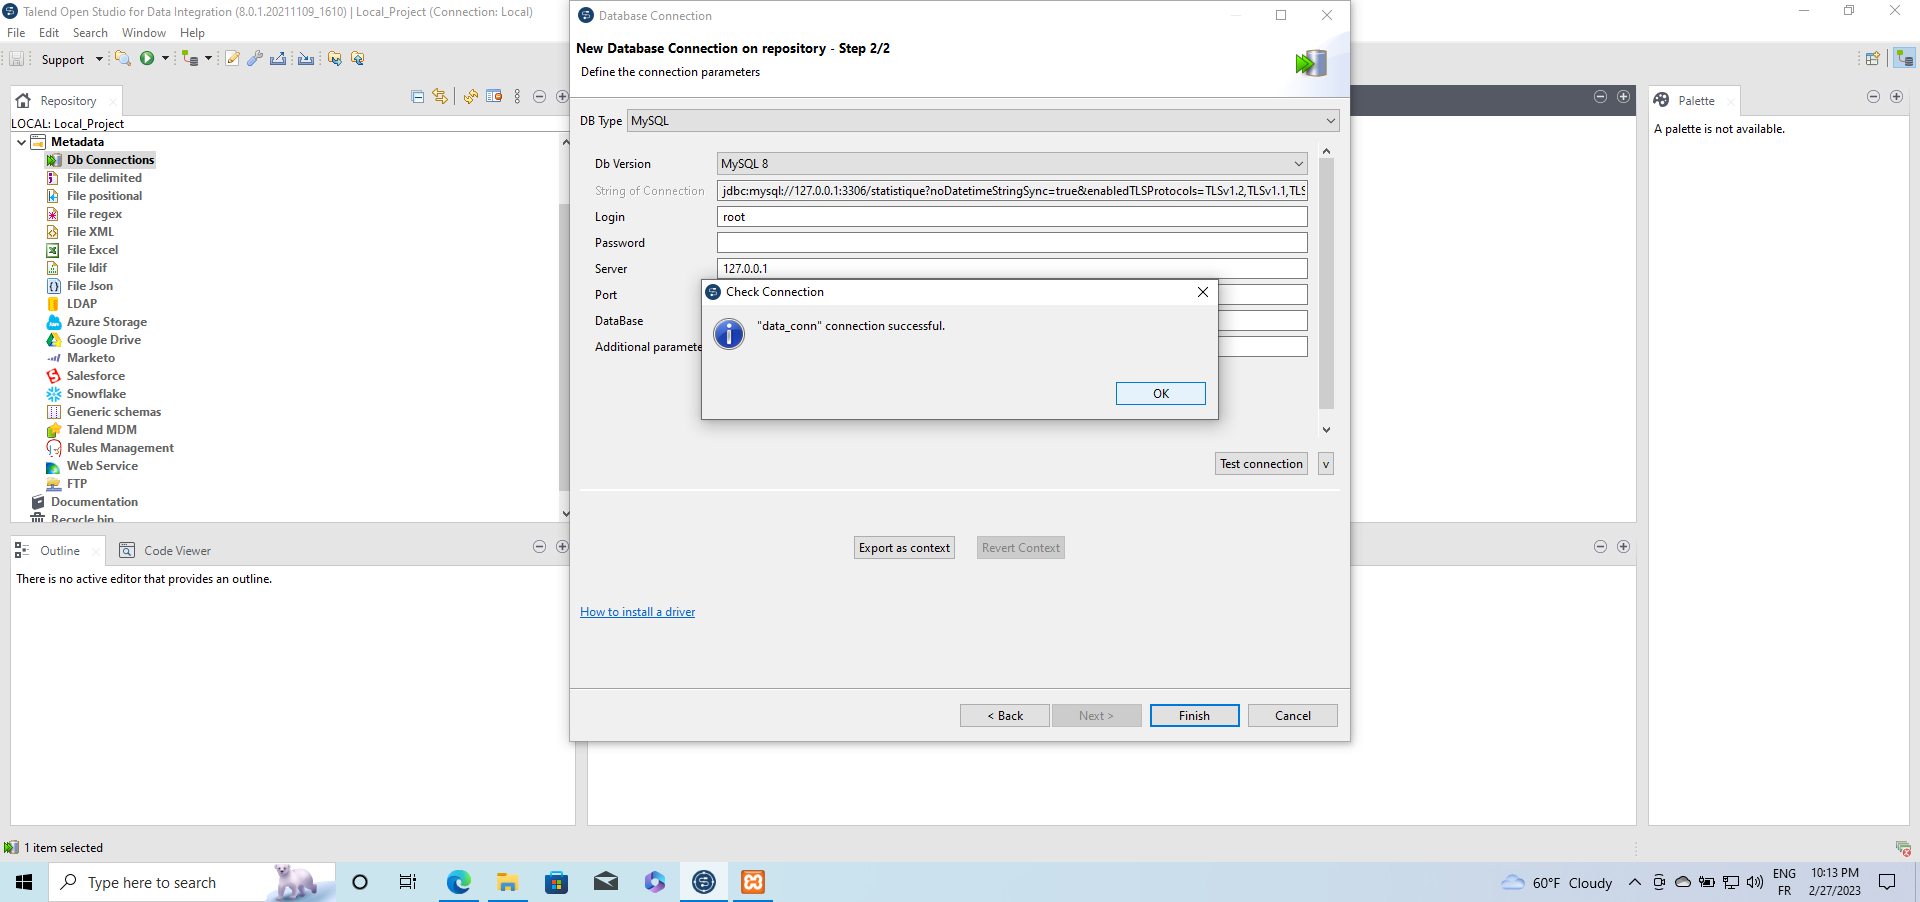 Talend Open Studio for Data Integration (8.0.1.20211109_1610) | Local_Project (Connection: Local)
File Edit Search Window Help
Support
Repository
LOCAL: Local_Project
Metadata
Db Connections
File delimited
File positional
File regex
File XML
File Excel
File ldif
File Json
LDAP
Azure Storage
Google Drive
Marketo
Salesforce
Snowflake
Generic schemas
Talend MDM
Rules Management
Web Service
FTP
Documentation
Recycle bin
Outline
Code Viewer
There is no active editor that provides an outline.
Database Connection
New Database Connection on repository - Step 2/2
Define the connection parameters
DB Type MySQL
Db Version MySQL 8
String of Connection jdbc:mysql://127.0.0.1:3306/statistique?noDatetimeStringSync=true&enabledTLSProtocols=TLSv1.2,TLSv1.1,TLS
Login root
Password
Server 127.0.0.1
Port
DataBase
Additional paramete
Check Connection
"data_conn" connection successful.
OK
Test connection v
Export as context Revert Context
How to install a driver
< Back Next > Finish Cancel
Palette
A palette is not available.
1 item selected
Type here to search
60°F Cloudy
ENG
FR
10:13 PM
2/27/2023